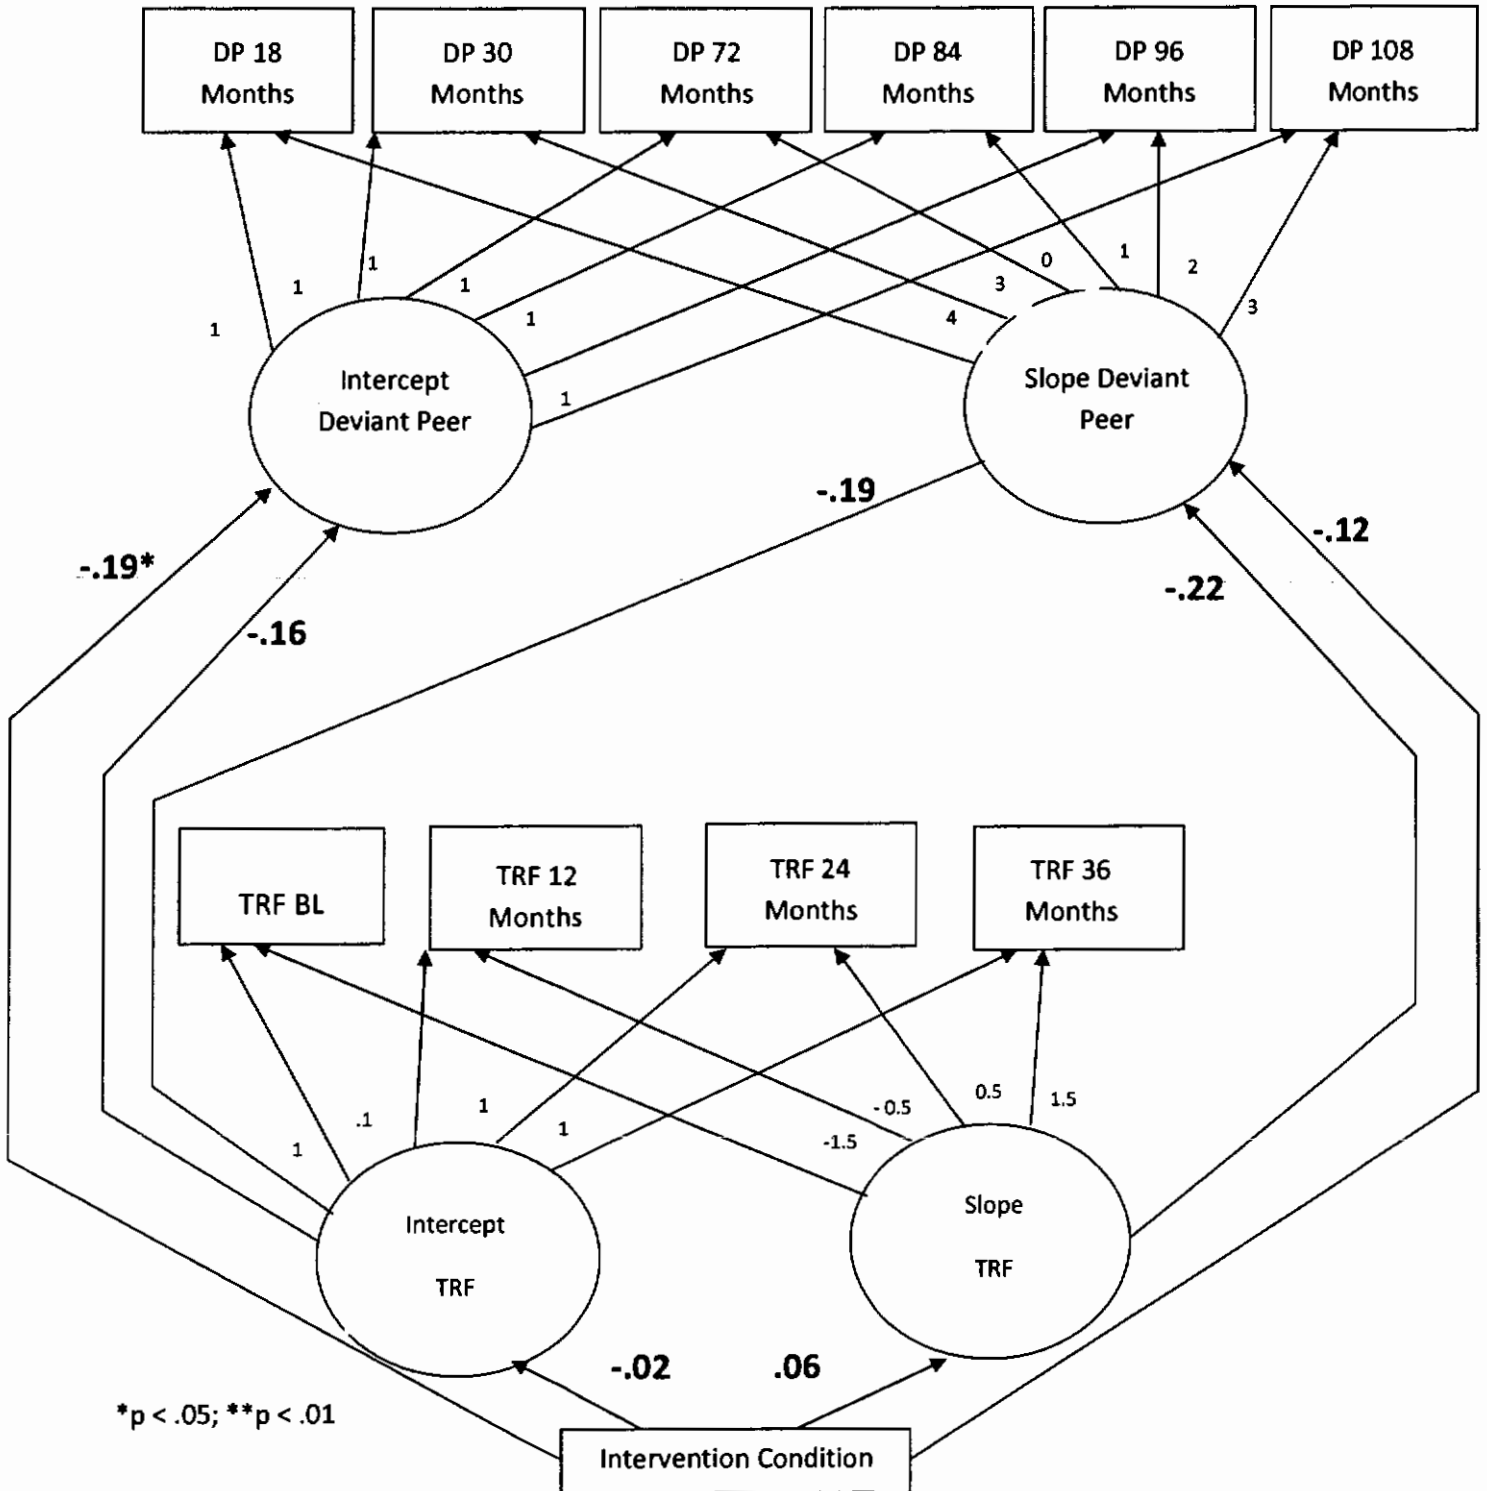 DP 18
Months
DP 30
Months
DP 72
Months
DP 84
Months
DP 96
Months
DP 108
Months
1
1
1
1
1
1
4
3
0
1
2
3
Intercept
Deviant Peer
Slope Deviant
Peer
-.19*
-.16
-.19
-.12
-.22
TRF BL
TRF 12
Months
TRF 24
Months
TRF 36
Months
1
.1
1
1
-1.5
- 0.5
0.5
1.5
Intercept
TRF
Slope
TRF
-.02
.06
*p < .05; **p < .01
Intervention Condition